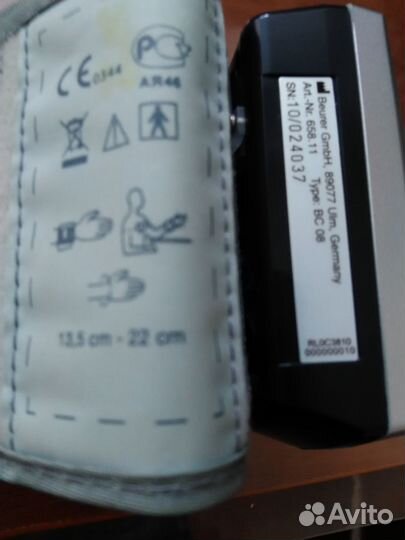 CE 0344
AR46
13,5 cm - 22 cm
Beurer GmbH, 89077 Ulm, Germany
Art.-Nr. 658.11 Type: BC 08
SN:10/024037
RL0C3810
000000010
Avito